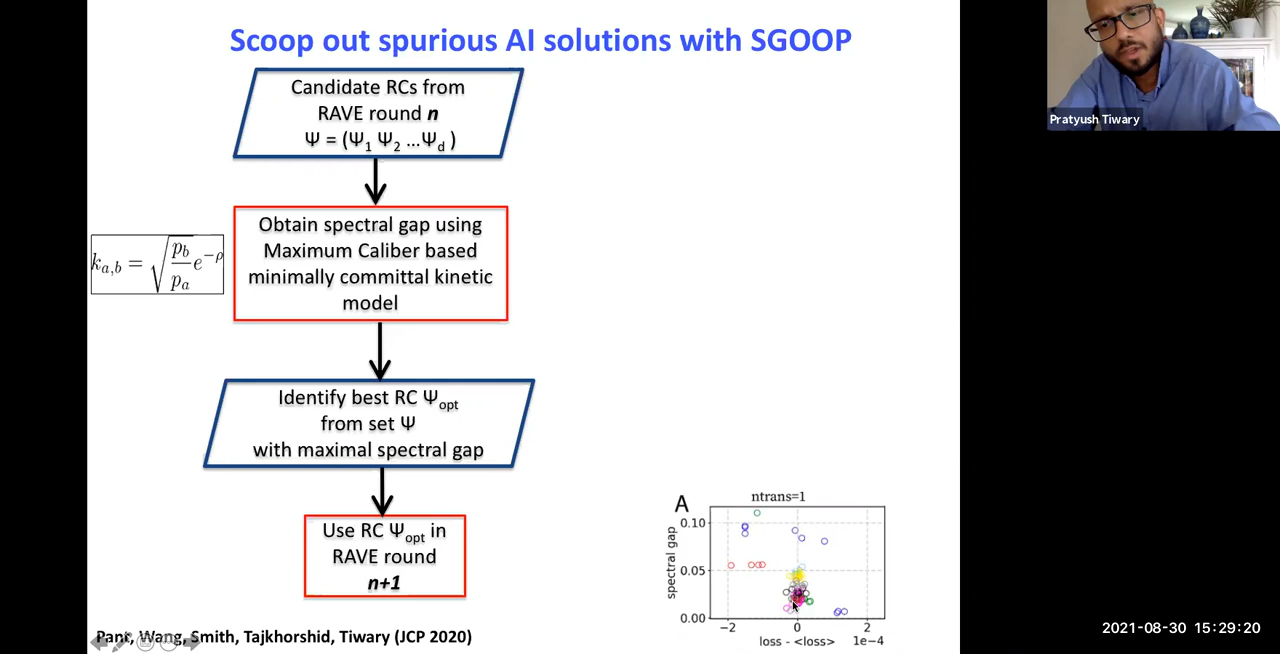 Scoop out spurious AI solutions with SGOOP
Candidate RCs from
RAVE round n
Ψ = (Ψ1 Ψ2 ...Ψd )
Obtain spectral gap using
Maximum Caliber based
minimally committal kinetic
model
ka,b = √(pb/pa) e^−ρ
Identify best RC Ψopt
from set Ψ
with maximal spectral gap
Use RC Ψopt in
RAVE round
n+1
Pant, Wang, Smith, Tajkhorshid, Tiwary (JCP 2020)
A
ntrans=1
spectral gap
0.10
0.05
0.00
−2 0 2
loss - <loss> 1e−4
Pratyush Tiwary
2021-08-30 15:29:20